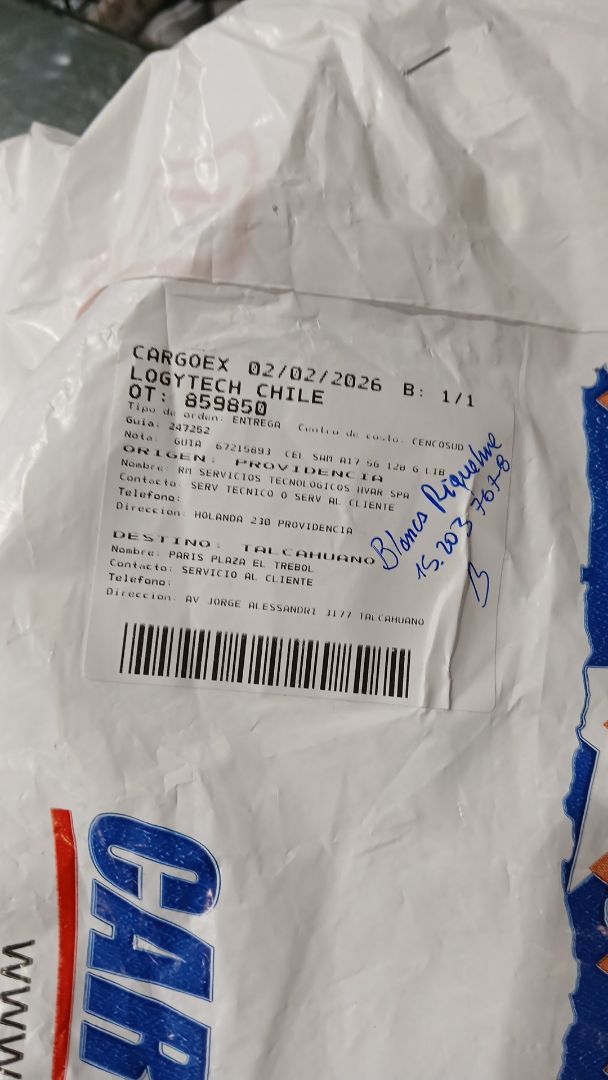 CARGOEX 02/02/2026 B: 1/1
LOGYTECH CHILE
OT: 859850
Tipo de orden: ENTREGA Centro de costo: CENCOSUD
Guia: 247252
Nota: GUIA 67215893 CEL SAM A17 5G 128 G LIB
ORIGEN: PROVIDENCIA
Nombre: RM SERVICIOS TECNOLOGICOS HVAR SPA
Contacto: SERV TECNICO O SERV AL CLIENTE
Telefono:
Direccion: HOLANDA 230 PROVIDENCIA
DESTINO: TALCAHUANO
Nombre: PARIS PLAZA EL TREBOL
Contacto: SERVICIO AL CLIENTE
Telefono:
Direccion: AV JORGE ALESSANDRI 3177 TALCAHUANO
Blanca Riquelme
15.203.767-8
CAR
WWW